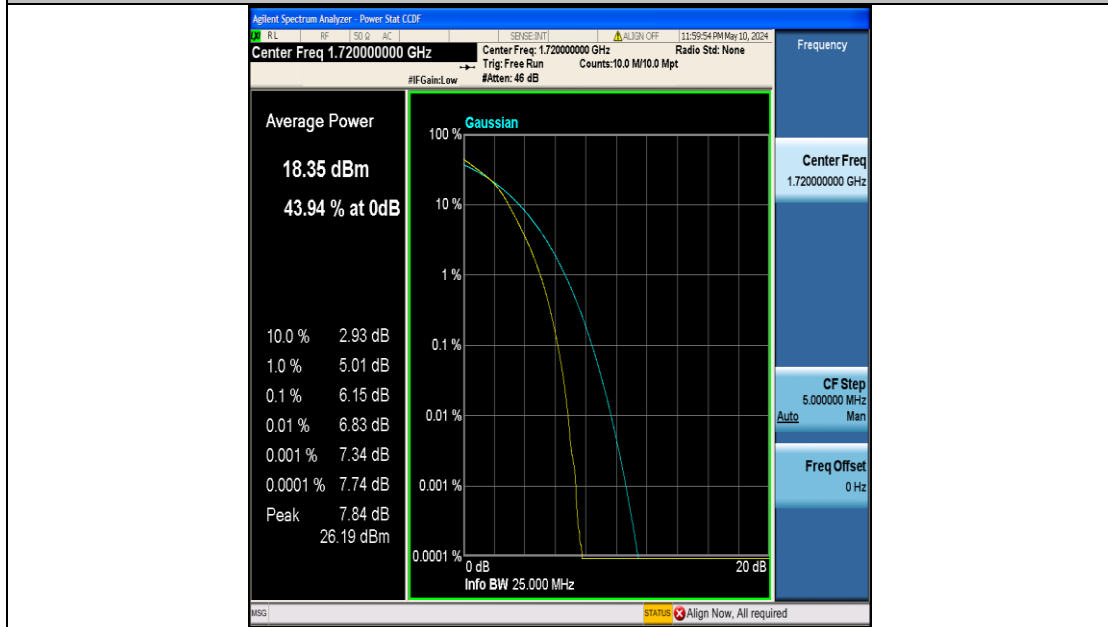 Agilent Spectrum Analyzer - Power Stat CCDF
RL RF 50 Ω AC SENSE:INT ALIGN OFF 11:59:54 PM May 10, 2024
Center Freq 1.720000000 GHz
Center Freq: 1.720000000 GHz Radio Std: None
Trig: Free Run Counts:10.0 M/10.0 Mpt
#IFGain:Low #Atten: 46 dB
Frequency
Average Power
18.35 dBm
43.94 % at 0dB
10.0 % 2.93 dB
1.0 % 5.01 dB
0.1 % 6.15 dB
0.01 % 6.83 dB
0.001 % 7.34 dB
0.0001 % 7.74 dB
Peak 7.84 dB
26.19 dBm
Gaussian
100 %
10 %
1 %
0.1 %
0.01 %
0.001 %
0.0001 %
0 dB 20 dB
Info BW 25.000 MHz
Center Freq
1.720000000 GHz
CF Step
5.000000 MHz
Auto Man
Freq Offset
0 Hz
MSG STATUS Align Now, All required